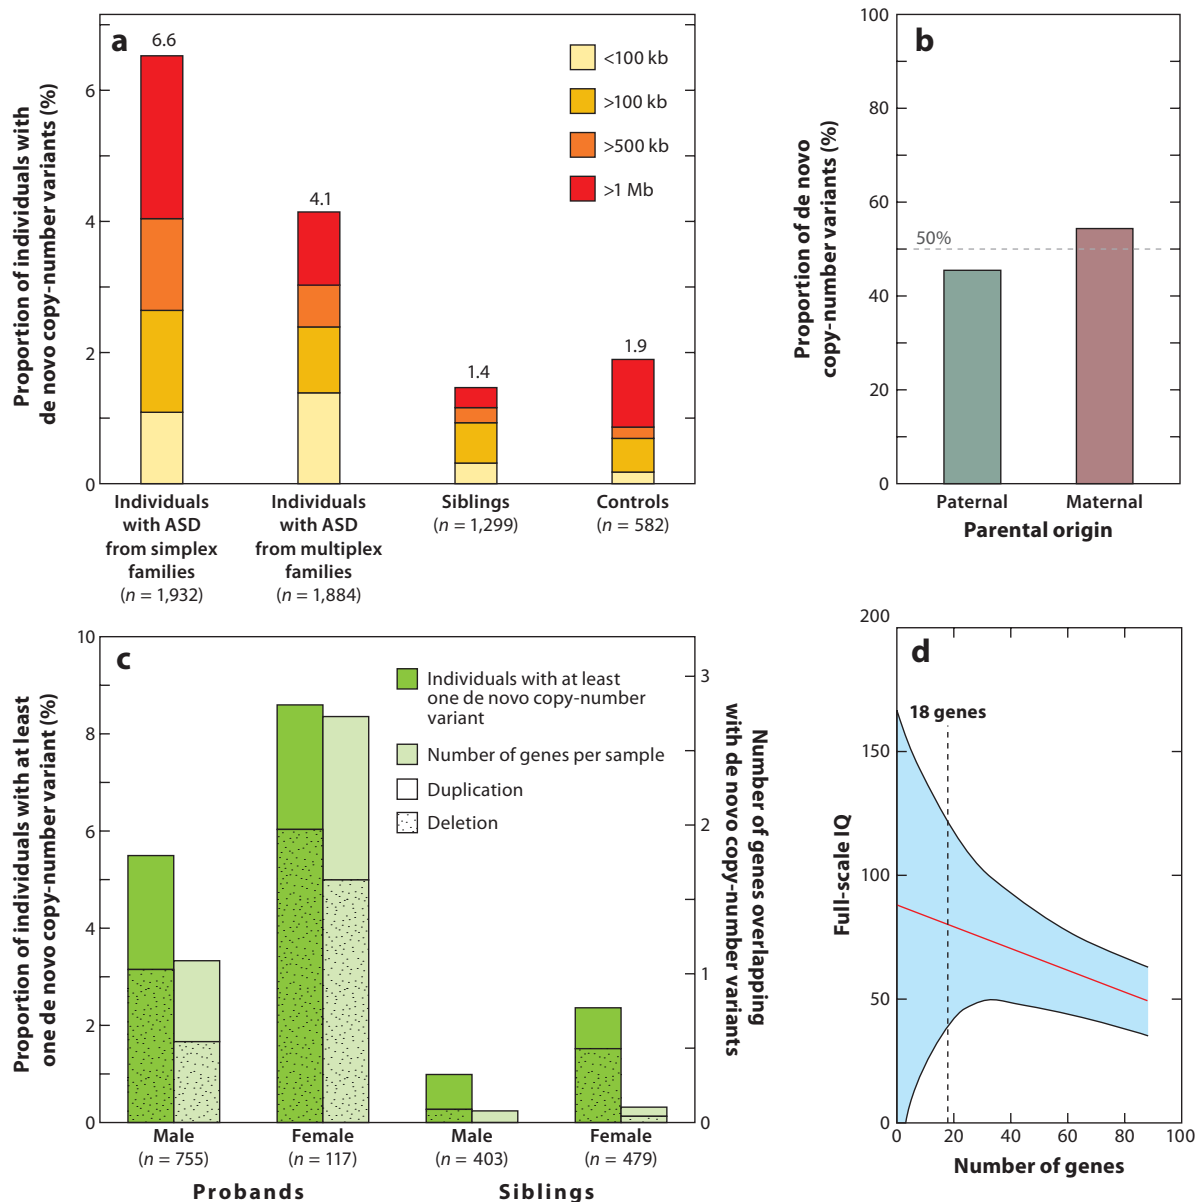 a
Proportion of individuals with
de novo copy-number variants (%)
6
4
2
0
6.6
4.1
1.4
1.9
<100 kb
>100 kb
>500 kb
>1 Mb
Individuals
with ASD
from simplex
families
(n = 1,932)
Individuals
with ASD
from multiplex
families
(n = 1,884)
Siblings
(n = 1,299)
Controls
(n = 582)
b
Proportion of de novo
copy-number variants (%)
100
80
60
40
20
0
50%
Paternal
Maternal
Parental origin
c
Proportion of individuals with at least
one de novo copy-number variant (%)
10
8
6
4
2
0
Individuals with at least
one de novo copy-number
variant
Number of genes per sample
Duplication
Deletion
3
2
1
0
Number of genes overlapping
with de novo copy-number variants
Male
(n = 755)
Female
(n = 117)
Male
(n = 403)
Female
(n = 479)
Probands
Siblings
d
Full-scale IQ
200
150
100
50
0
18 genes
0
20
40
60
80
100
Number of genes